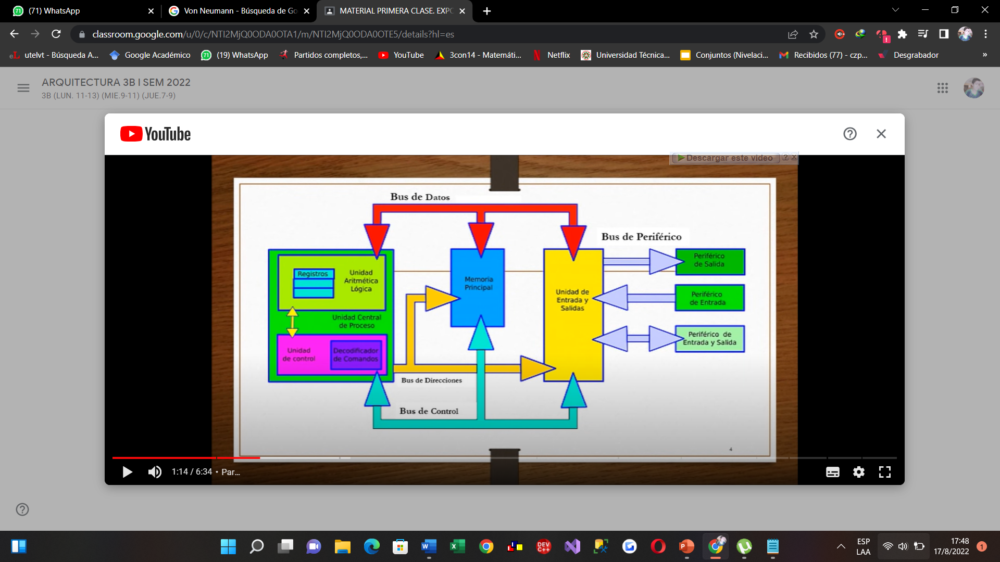 (71) WhatsApp
Von Neumann - Búsqueda de Go
MATERIAL PRIMERA CLASE. EXPO
classroom.google.com/u/0/c/NTI2MjQ0ODA0OTA1/m/NTI2MjQ0ODA0OTE5/details?hl=es
utelvt - Búsqueda A...
Google Académico
(19) WhatsApp
Partidos completos,...
YouTube
3con14 - Matemáti...
Netflix
Universidad Técnica...
Conjuntos (Nivelaci...
Recibidos (77) - czp...
Desgrabador
»
ARQUITECTURA 3B I SEM 2022
3B (LUN. 11-13) (MIE.9-11) (JUE.7-9)
YouTube
Descargar este video
Bus de Datos
Bus de Periférico
Registros
Unidad
Aritmética
Lógica
Unidad Central
de Proceso
Unidad
de control
Decodificador
de Comandos
Memoria
Principal
Unidad de
Entrada y
Salidas
Periférico
de Salida
Periférico
de Entrada
Periférico de
Entrada y Salida
Bus de Direcciones
Bus de Control
4
1:14 / 6:34 • Par...
DEV
C++
ESP
LAA
17:48
17/8/2022
1